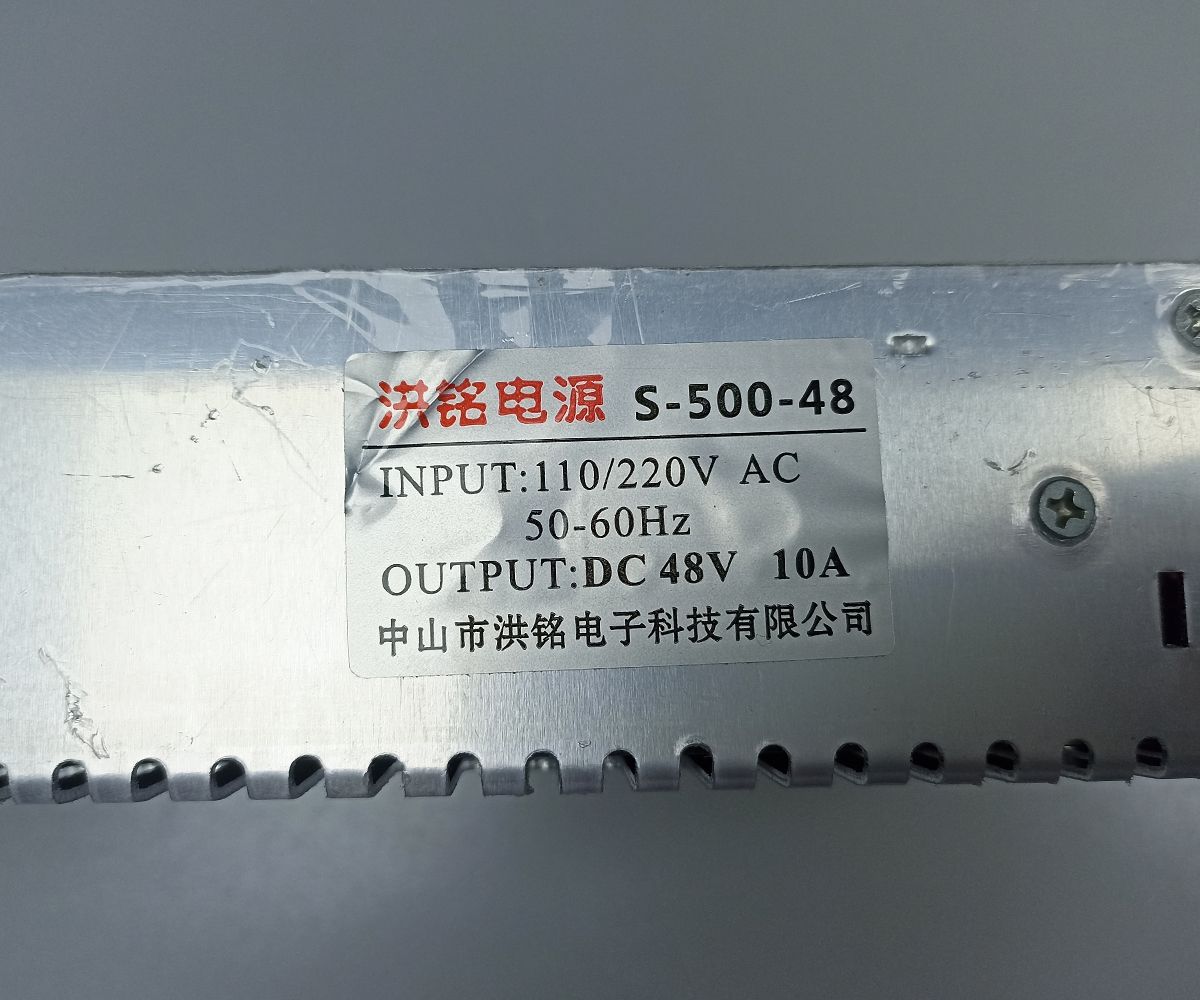 洪铭电源 S-500-48
INPUT:110/220V AC
50-60Hz
OUTPUT:DC 48V 10A
中山市洪铭电子科技有限公司